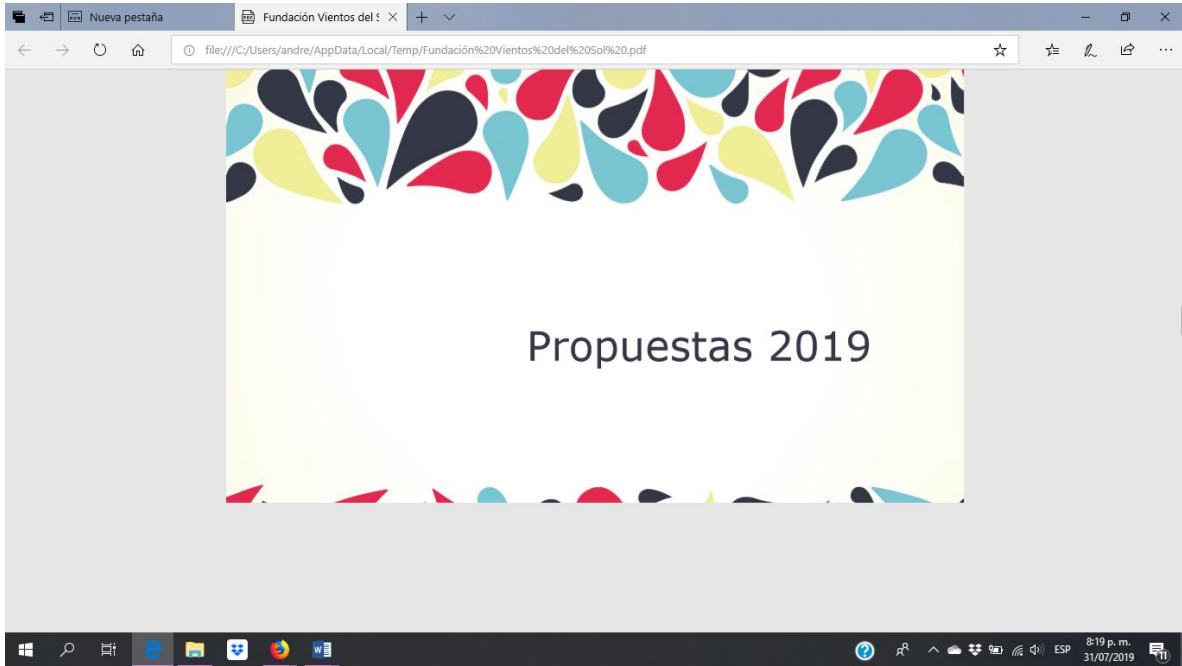 Nueva pestaña
Fundación Vientos del S
file:///C:/Users/andre/AppData/Local/Temp/Fundación%20Vientos%20del%20Sol%20.pdf
Propuestas 2019
ESP
8:19 p. m.
31/07/2019
11